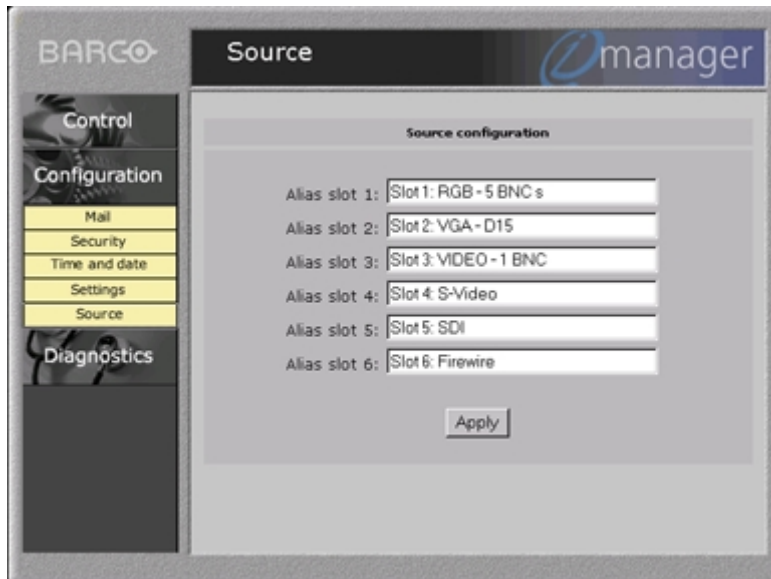 BARCO
Source
imanager
Control
Configuration
Mail
Security
Time and date
Settings
Source
Diagnostics
Source configuration
Alias slot 1: Slot 1: RGB - 5 BNC s
Alias slot 2: Slot 2: VGA - D15
Alias slot 3: Slot 3: VIDEO - 1 BNC
Alias slot 4: Slot 4: S-Video
Alias slot 5: Slot 5: SDI
Alias slot 6: Slot 6: Firewire
Apply